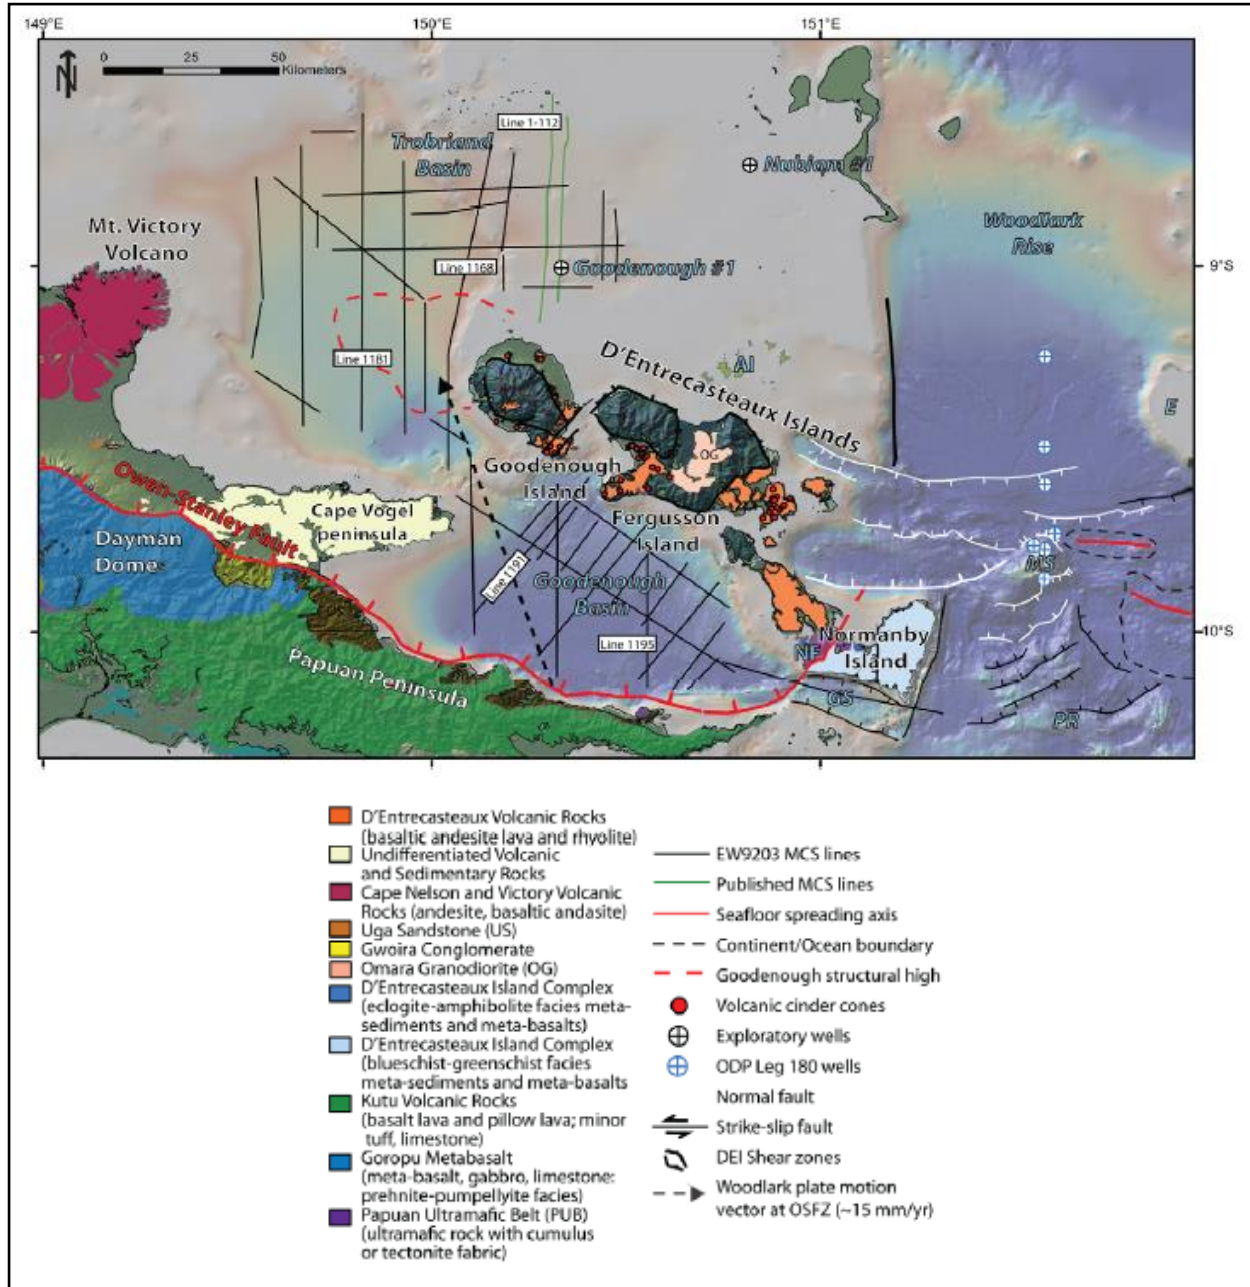 149°E
150°E
151°E
0 25 50
Kilometers
N
Line 1-112
Trobriand
Basin
Nubiam #1
Woodlark
Rise
Mt. Victory
Volcano
9°S
Line 1168
Goodenough #1
Line 1181
D'Entrecasteaux Islands
AI
E
OG
Goodenough
Island
Owen-Stanley Fault
Cape Vogel
peninsula
Fergusson
Island
Dayman
Dome
MS
Line 1191
Goodenough
Basin
10°S
Normanby
Island
Line 1195
NF
Papuan Peninsula
GS
PR
D'Entrecasteaux Volcanic Rocks
(basaltic andesite lava and rhyolite)
Undifferentiated Volcanic
and Sedimentary Rocks
Cape Nelson and Victory Volcanic
Rocks (andesite, basaltic andasite)
Uga Sandstone (US)
Gwoira Conglomerate
Omara Granodiorite (OG)
D'Entrecasteaux Island Complex
(eclogite-amphibolite facies meta-
sediments and meta-basalts)
D'Entrecasteaux Island Complex
(blueschist-greenschist facies
meta-sediments and meta-basalts
Kutu Volcanic Rocks
(basalt lava and pillow lava; minor
tuff, limestone)
Goropu Metabasalt
(meta-basalt, gabbro, limestone:
prehnite-pumpellyite facies)
Papuan Ultramafic Belt (PUB)
(ultramafic rock with cumulus
or tectonite fabric)
EW9203 MCS lines
Published MCS lines
Seafloor spreading axis
Continent/Ocean boundary
Goodenough structural high
Volcanic cinder cones
Exploratory wells
ODP Leg 180 wells
Normal fault
Strike-slip fault
DEI Shear zones
Woodlark plate motion
vector at OSFZ (~15 mm/yr)